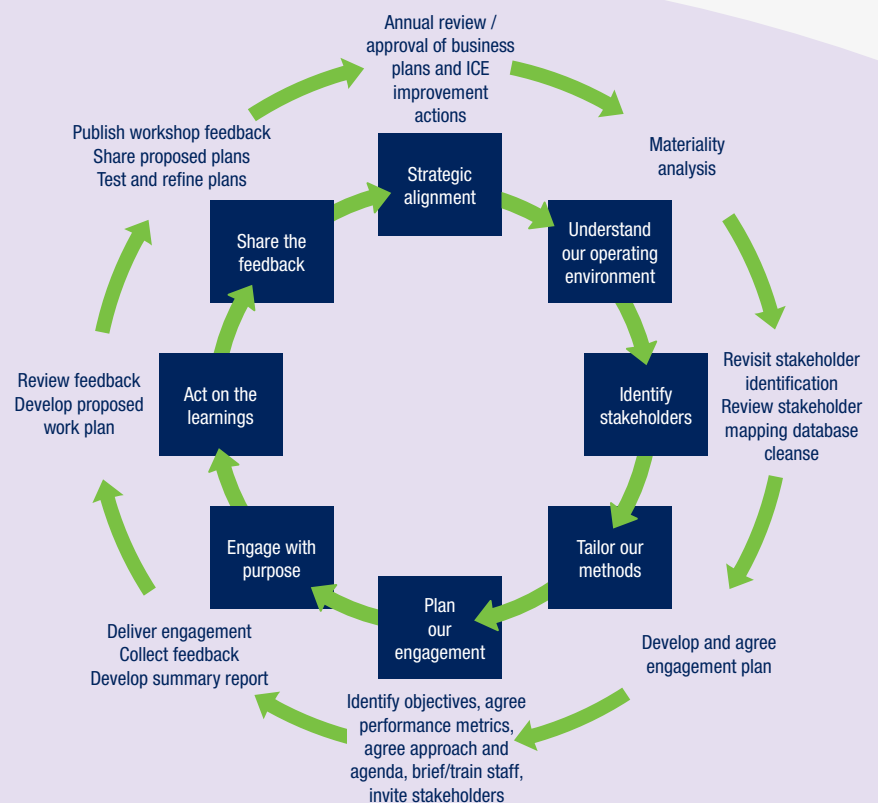 Annual review /
approval of business
plans and ICE
improvement
actions
Strategic
alignment
Materiality
analysis
Understand
our operating
environment
Revisit stakeholder
identification
Review stakeholder
mapping database
cleanse
Identify
stakeholders
Develop and agree
engagement plan
Tailor our
methods
Identify objectives, agree
performance metrics,
agree approach and
agenda, brief/train staff,
invite stakeholders
Plan
our
engagement
Deliver engagement
Collect feedback
Develop summary report
Engage with
purpose
Review feedback
Develop proposed
work plan
Act on the
learnings
Publish workshop feedback
Share proposed plans
Test and refine plans
Share the
feedback